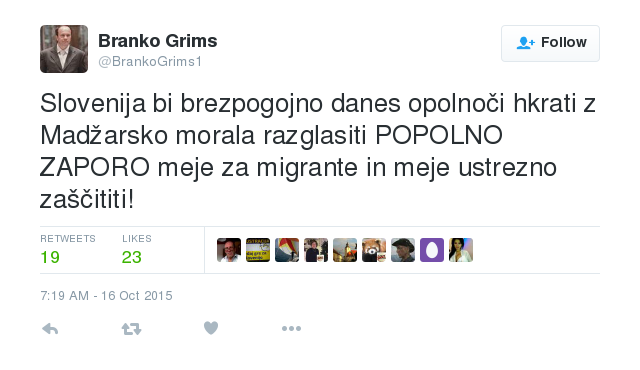 Branko Grims
@BrankoGrims1
Follow
Slovenija bi brezpogojno danes opolnoči hkrati z
Madžarsko morala razglasiti POPOLNO
ZAPORO meje za migrante in meje ustrezno
zaščititi!
RETWEETS
19
LIKES
23
7:19 AM - 16 Oct 2015